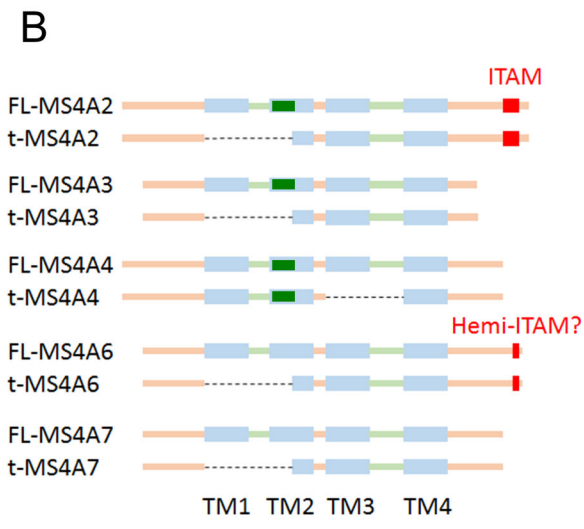 B
ITAM
FL-MS4A2
t-MS4A2
FL-MS4A3
t-MS4A3
FL-MS4A4
t-MS4A4
Hemi-ITAM?
FL-MS4A6
t-MS4A6
FL-MS4A7
t-MS4A7
TM1 TM2 TM3 TM4